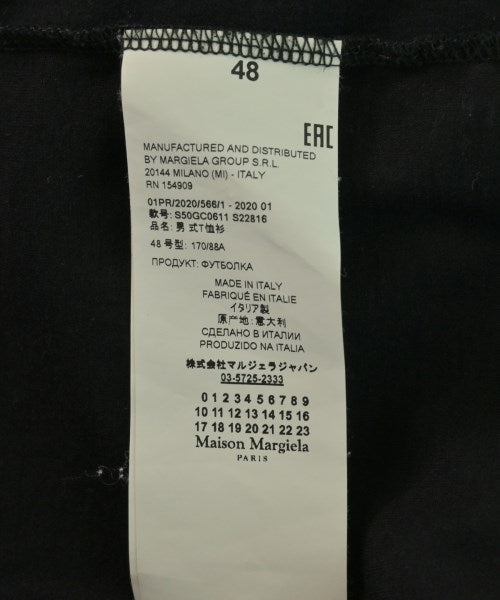 48
EAC
MANUFACTURED AND DISTRIBUTED
BY MARGIELA GROUP S.R.L.
20144 MILANO (MI) - ITALY
RN 154909
01PR/2020/566/1 - 2020 01
款号: S50GC0611 S22816
品名: 男式T恤衫
48 号型: 170/88A
ПРОДУКТ: ФУТБОЛКА
MADE IN ITALY
FABRIQUÉ EN ITALIE
イタリア製
原产地: 意大利
СДЕЛАНО В ИТАЛИИ
PRODUZIDO NA ITALIA
株式会社マルジェラジャパン
03-5725-2333
0 1 2 3 4 5 6 7 8 9
10 11 12 13 14 15 16
17 18 19 20 21 22 23
Maison Margiela
PARIS